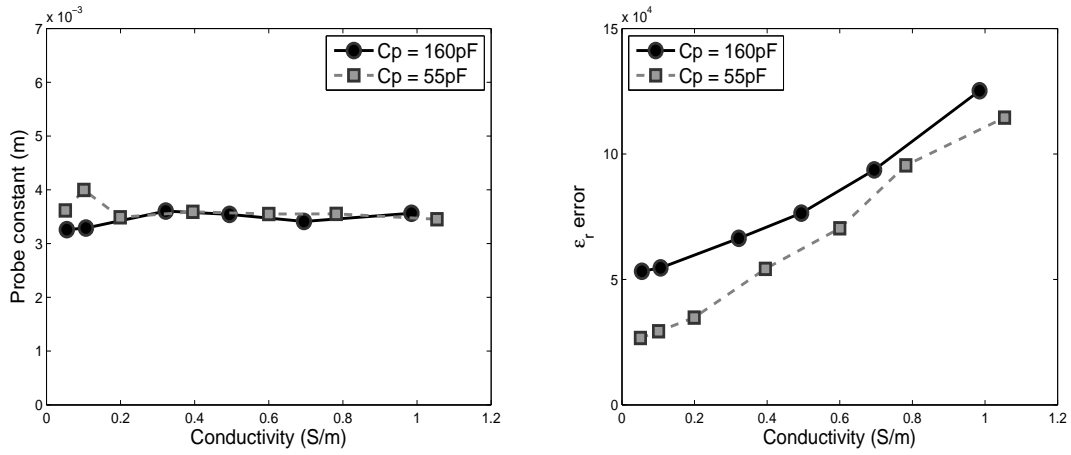 x 10⁻³
7
6
5
4
3
2
1
0
Probe constant (m)
0
0.2
0.4
0.6
0.8
1
1.2
Conductivity (S/m)
Cp = 160pF
Cp = 55pF
x 10⁴
15
10
5
0
εᵣ error
0
0.2
0.4
0.6
0.8
1
1.2
Conductivity (S/m)
Cp = 160pF
Cp = 55pF